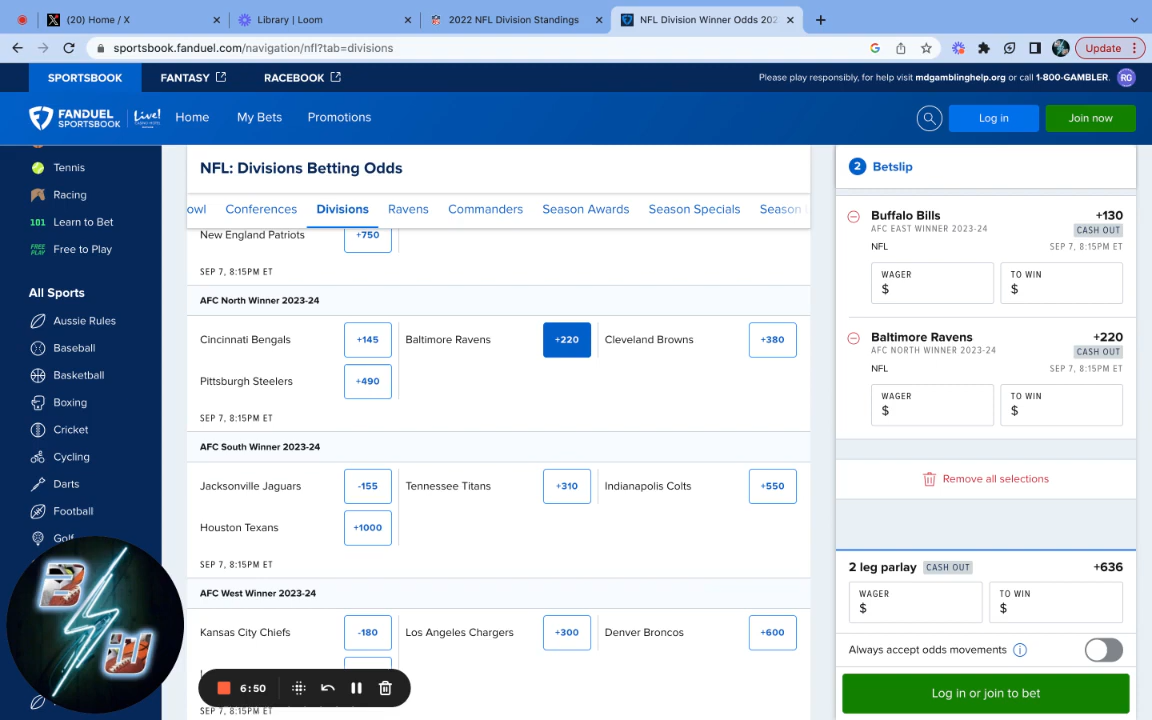 (20) Home / X
Library | Loom
2022 NFL Division Standings
NFL Division Winner Odds 202
sportsbook.fanduel.com/navigation/nfl?tab=divisions
Update
SPORTSBOOK
FANTASY
RACEBOOK
Please play responsibly, for help visit mdgamblinghelp.org or call 1-800-GAMBLER.
RG
FANDUEL
SPORTSBOOK
Live!
Home
My Bets
Promotions
Log in
Join now
Tennis
Racing
101 Learn to Bet
FREE PLAY Free to Play
All Sports
Aussie Rules
Baseball
Basketball
Boxing
Cricket
Cycling
Darts
Football
Golf
BS
IU
NFL: Divisions Betting Odds
owl
Conferences
Divisions
Ravens
Commanders
Season Awards
Season Specials
Season
New England Patriots
+750
SEP 7, 8:15PM ET
AFC North Winner 2023-24
Cincinnati Bengals
+145
Baltimore Ravens
+220
Cleveland Browns
+380
Pittsburgh Steelers
+490
SEP 7, 8:15PM ET
AFC South Winner 2023-24
Jacksonville Jaguars
-155
Tennessee Titans
+310
Indianapolis Colts
+550
Houston Texans
+1000
SEP 7, 8:15PM ET
AFC West Winner 2023-24
Kansas City Chiefs
-180
Los Angeles Chargers
+300
Denver Broncos
+600
6:50
SEP 7, 8:15PM ET
2 Betslip
Buffalo Bills
+130
AFC EAST WINNER 2023-24
CASH OUT
NFL
SEP 7, 8:15PM ET
WAGER
$
TO WIN
$
Baltimore Ravens
+220
AFC NORTH WINNER 2023-24
CASH OUT
NFL
SEP 7, 8:15PM ET
WAGER
$
TO WIN
$
Remove all selections
2 leg parlay CASH OUT
+636
WAGER
$
TO WIN
$
Always accept odds movements
Log in or join to bet